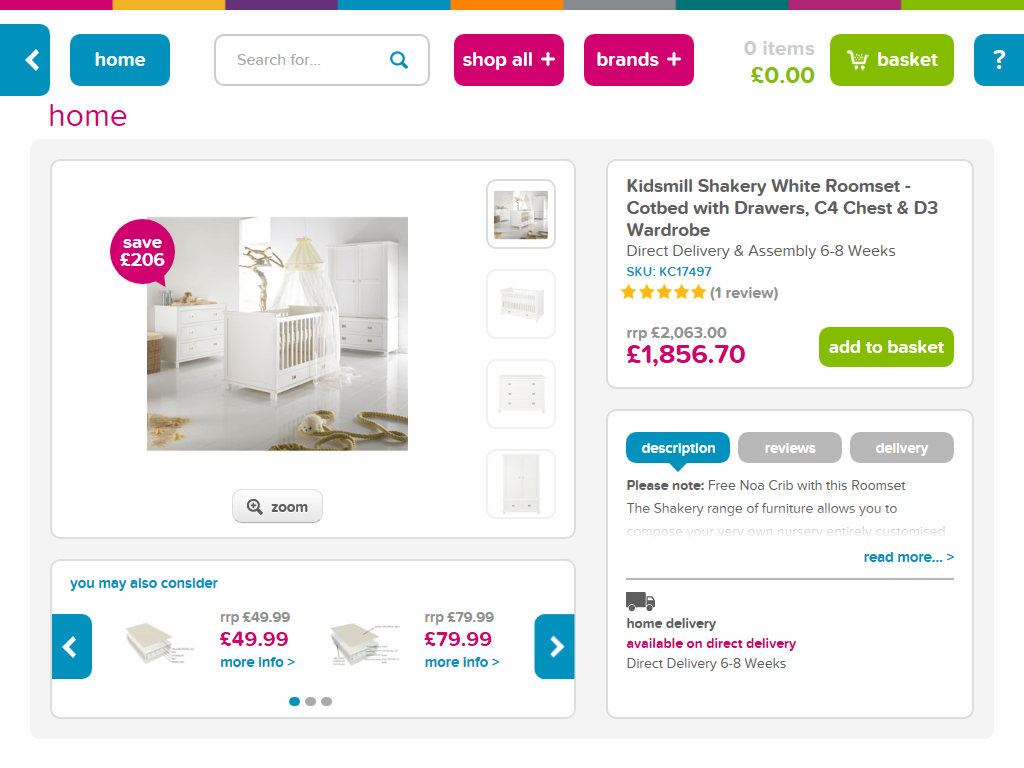 home
Search for...
shop all +
brands +
0 items
£0.00
basket
?
home
save
£206
zoom
Kidsmill Shakery White Roomset -
Cotbed with Drawers, C4 Chest & D3
Wardrobe
Direct Delivery & Assembly 6-8 Weeks
SKU: KC17497
(1 review)
rrp £2,063.00
£1,856.70
add to basket
description
reviews
delivery
Please note: Free Noa Crib with this Roomset
The Shakery range of furniture allows you to
compose your very own nursery entirely customised
read more... >
home delivery
available on direct delivery
Direct Delivery 6-8 Weeks
you may also consider
rrp £49.99
£49.99
more info >
rrp £79.99
£79.99
more info >